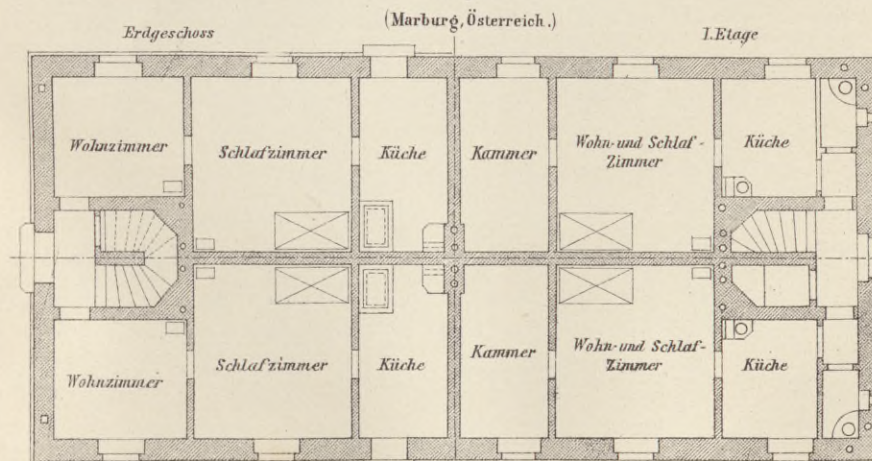 (Marburg, Österreich.)
Erdgeschoss
I. Etage
Wohnzimmer
Schlafzimmer
Küche
Kammer
Wohn- und Schlaf-
Zimmer
Küche
Wohnzimmer
Schlafzimmer
Küche
Kammer
Wohn- und Schlaf-
Zimmer
Küche